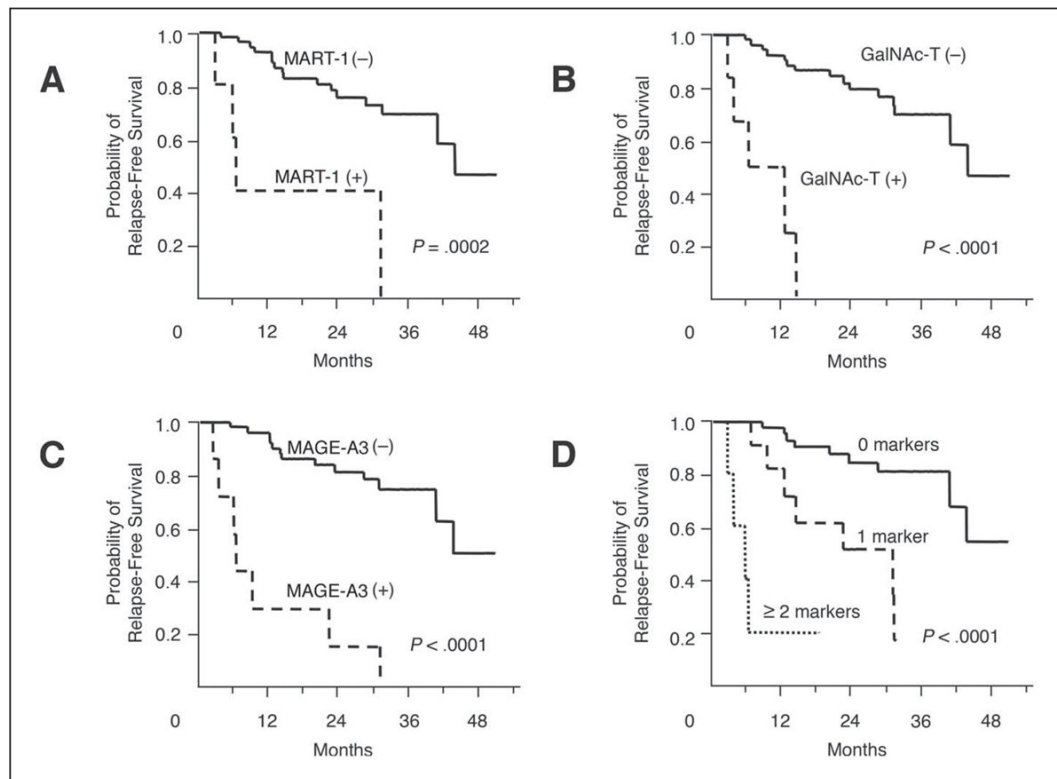 A
Probability of
Relapse-Free Survival
1.0
0.8
0.6
0.4
0.2
0
12
24
36
48
Months
MART-1 (–)
MART-1 (+)
P = .0002
B
Probability of
Relapse-Free Survival
1.0
0.8
0.6
0.4
0.2
0
12
24
36
48
Months
GalNAc-T (–)
GalNAc-T (+)
P < .0001
C
Probability of
Relapse-Free Survival
1.0
0.8
0.6
0.4
0.2
0
12
24
36
48
Months
MAGE-A3 (–)
MAGE-A3 (+)
P < .0001
D
Probability of
Relapse-Free Survival
1.0
0.8
0.6
0.4
0.2
0
12
24
36
48
Months
0 markers
1 marker
≥ 2 markers
P < .0001